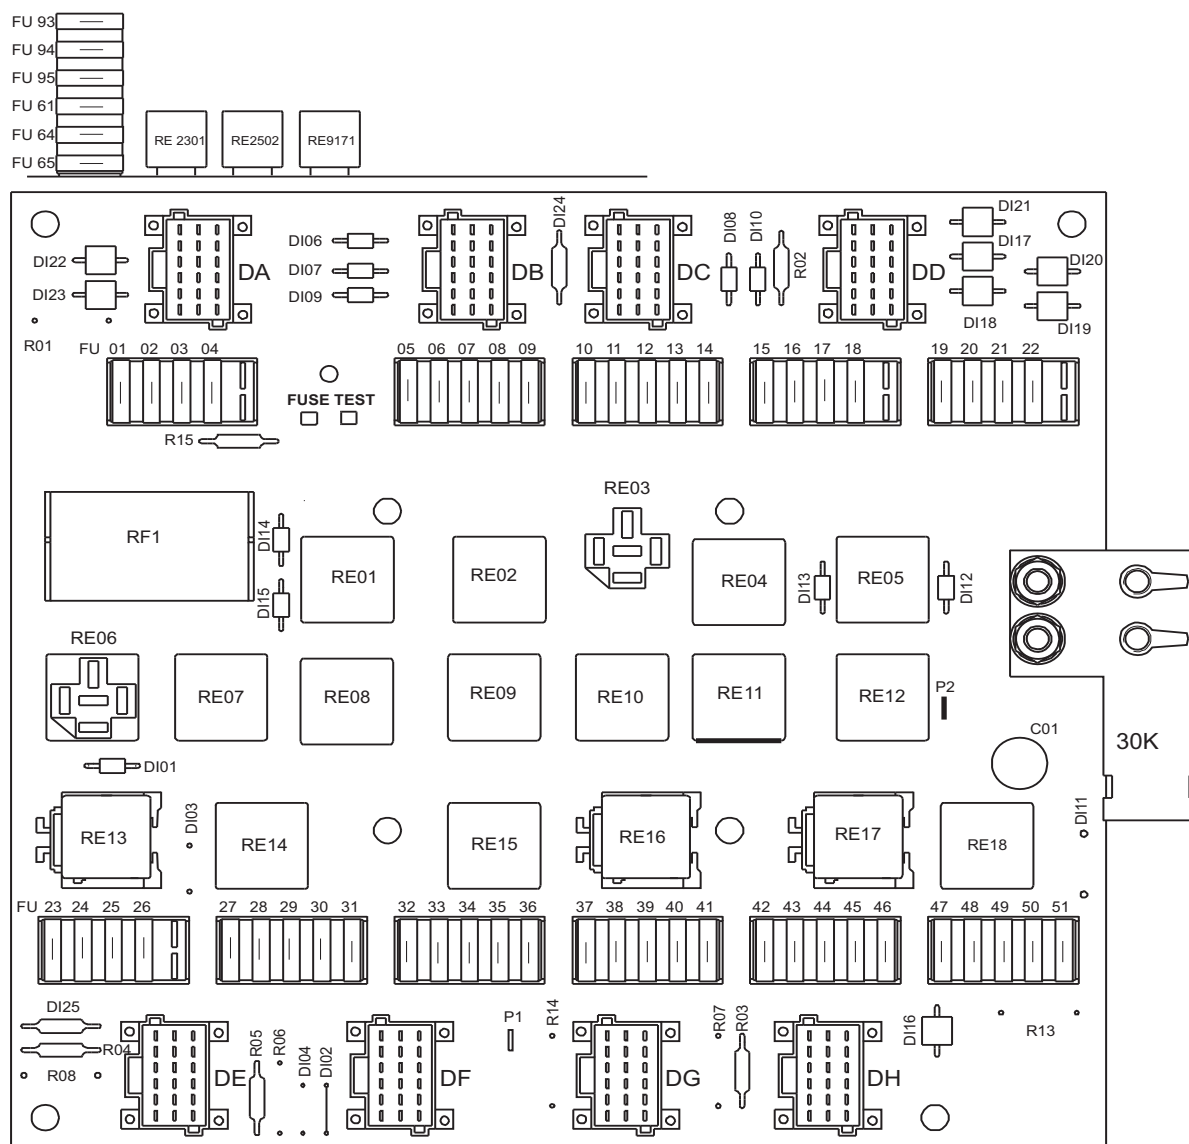 FU 93
FU 94
FU 95
FU 61
FU 64
FU 65
RE 2301
RE2502
RE9171
DI22
DI23
R01
DA
DI06
DI07
DI09
DB
DI24
DC
DI08
DI10
R02
DD
DI21
DI17
DI18
DI20
DI19
FU 01 02 03 04
05 06 07 08 09
10 11 12 13 14
15 16 17 18
19 20 21 22
FUSE TEST
R15
RF1
DI14
DI15
RE01
RE02
RE03
RE04
DI13
RE05
DI12
RE06
RE07
RE08
RE09
RE10
RE11
RE12
P2
C01
30K
DI01
RE13
DI03
RE14
RE15
RE16
RE17
RE18
DI11
FU 23 24 25 26
27 28 29 30 31
32 33 34 35 36
37 38 39 40 41
42 43 44 45 46
47 48 49 50 51
DI25
R04
R08
DE
R05
R06
DI04
DI02
DF
P1
R14
DG
R07
R03
DH
DI16
R13